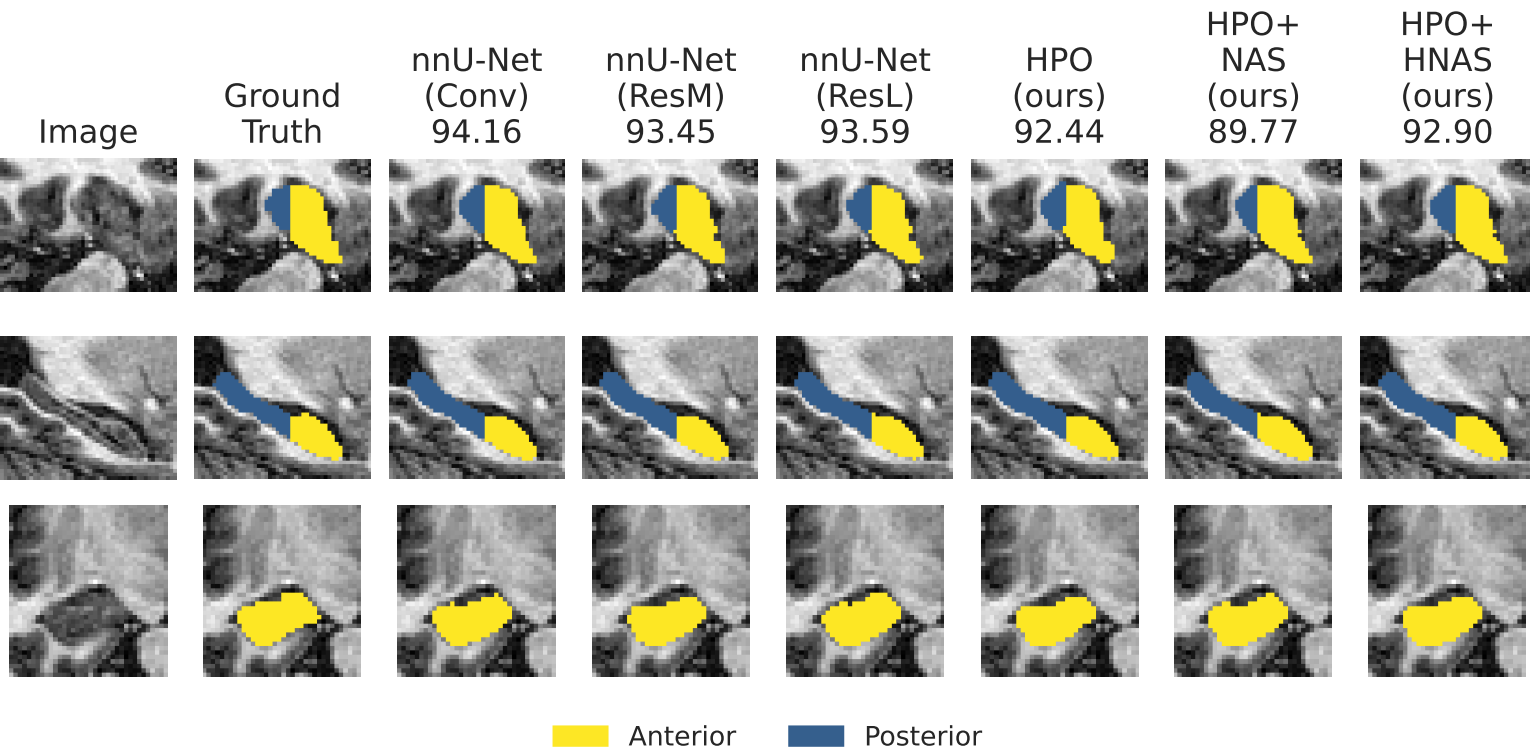 Image
Ground
Truth
nnU-Net
(Conv)
94.16
nnU-Net
(ResM)
93.45
nnU-Net
(ResL)
93.59
HPO
(ours)
92.44
HPO+
NAS
(ours)
89.77
HPO+
HNAS
(ours)
92.90
Anterior
Posterior